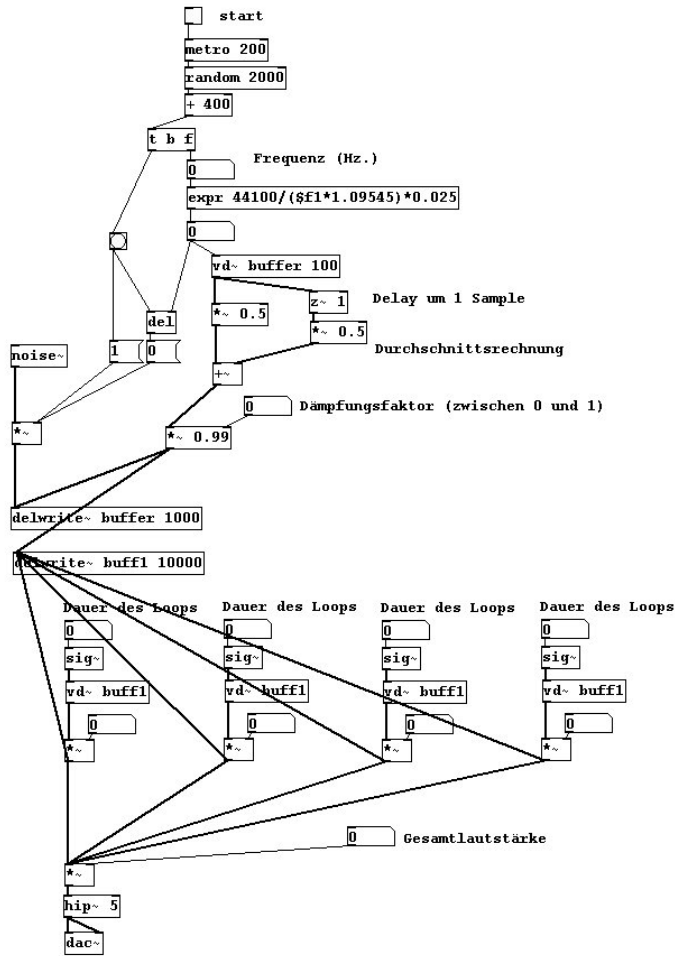 start
metro 200
random 2000
+ 400
t b f
Frequenz (Hz.)
0
expr 44100/($f1*1.09545)*0.025
0
vd~ buffer 100
z~ 1
Delay um 1 Sample
*~ 0.5
del
*~ 0.5
noise~
1
0
Durchschnittsrechnung
+~
0
Dämpfungsfaktor (zwischen 0 und 1)
*~
*~ 0.99
delwrite~ buffer 1000
delwrite~ buff1 10000
Dauer des Loops Dauer des Loops Dauer des Loops Dauer des Loops
0 0 0 0
sig~ sig~ sig~ sig~
vd~ buff1 vd~ buff1 vd~ buff1 vd~ buff1
0 0 0 0
*~ *~ *~ *~
0 Gesamtlautstärke
*~
hip~ 5
dac~